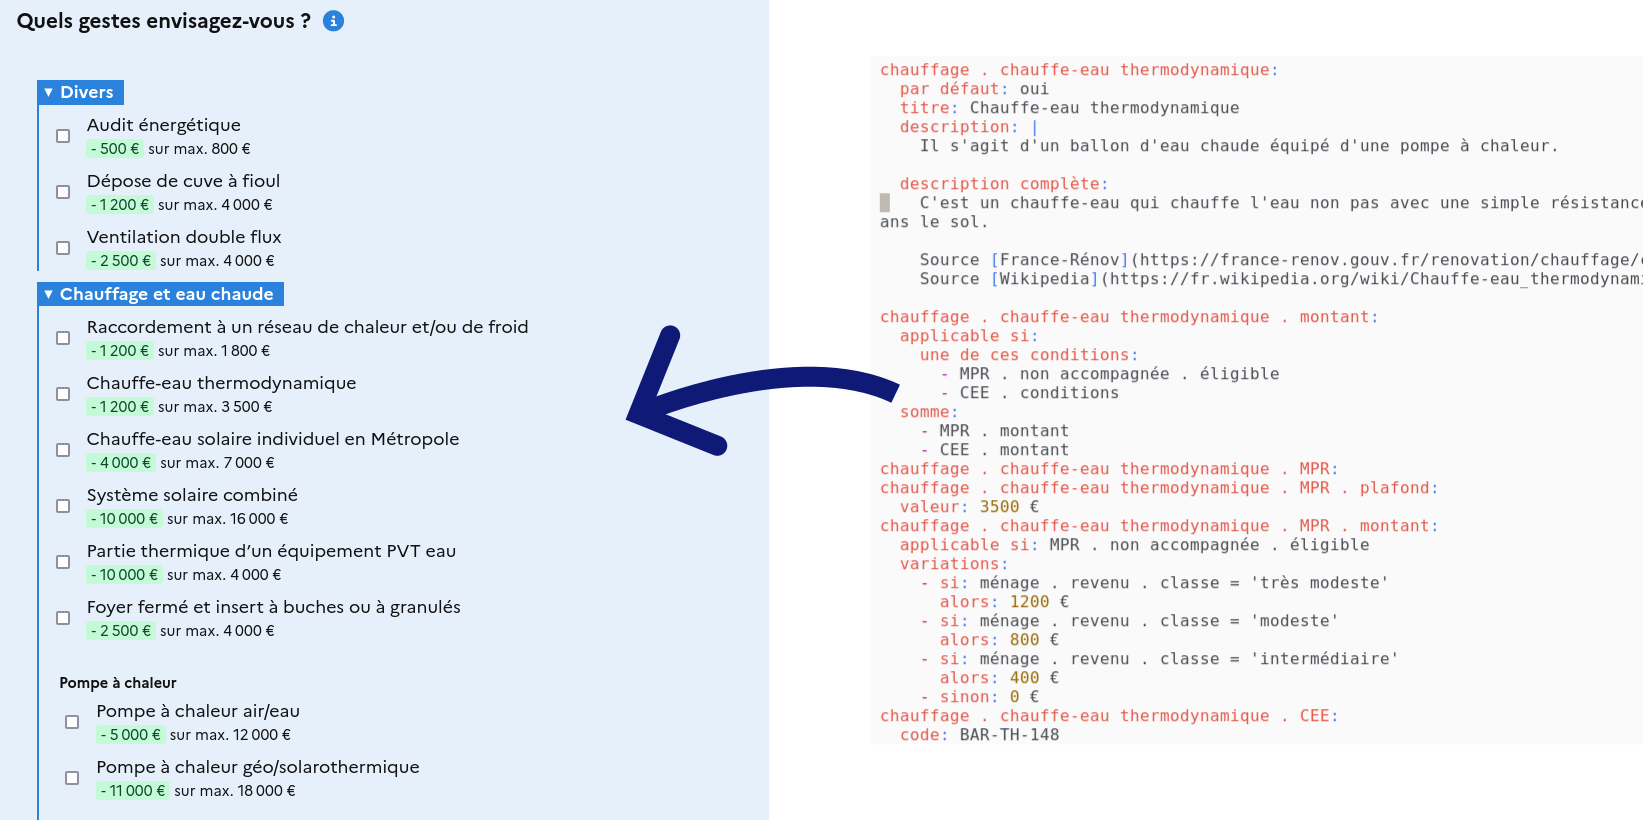 Quels gestes envisagez-vous ?
▼ Divers
Audit énergétique
- 500 € sur max. 800 €
Dépose de cuve à fioul
- 1 200 € sur max. 4 000 €
Ventilation double flux
- 2 500 € sur max. 4 000 €
▼ Chauffage et eau chaude
Raccordement à un réseau de chaleur et/ou de froid
- 1 200 € sur max. 1 800 €
Chauffe-eau thermodynamique
- 1 200 € sur max. 3 500 €
Chauffe-eau solaire individuel en Métropole
- 4 000 € sur max. 7 000 €
Système solaire combiné
- 10 000 € sur max. 16 000 €
Partie thermique d’un équipement PVT eau
- 10 000 € sur max. 4 000 €
Foyer fermé et insert à buches ou à granulés
- 2 500 € sur max. 4 000 €
Pompe à chaleur
Pompe à chaleur air/eau
- 5 000 € sur max. 12 000 €
Pompe à chaleur géo/solarothermique
- 11 000 € sur max. 18 000 €
chauffage . chauffe-eau thermodynamique:
par défaut: oui
titre: Chauffe-eau thermodynamique
description: |
Il s'agit d'un ballon d'eau chaude équipé d'une pompe à chaleur.
description complète:
C'est un chauffe-eau qui chauffe l'eau non pas avec une simple résistance
ans le sol.
Source [France-Rénov](https://france-renov.gouv.fr/renovation/chauffage/
Source [Wikipedia](https://fr.wikipedia.org/wiki/Chauffe-eau_thermodynami
chauffage . chauffe-eau thermodynamique . montant:
applicable si:
une de ces conditions:
- MPR . non accompagnée . éligible
- CEE . conditions
somme:
- MPR . montant
- CEE . montant
chauffage . chauffe-eau thermodynamique . MPR:
chauffage . chauffe-eau thermodynamique . MPR . plafond:
valeur: 3500 €
chauffage . chauffe-eau thermodynamique . MPR . montant:
applicable si: MPR . non accompagnée . éligible
variations:
- si: ménage . revenu . classe = 'très modeste'
alors: 1200 €
- si: ménage . revenu . classe = 'modeste'
alors: 800 €
- si: ménage . revenu . classe = 'intermédiaire'
alors: 400 €
- sinon: 0 €
chauffage . chauffe-eau thermodynamique . CEE:
code: BAR-TH-148